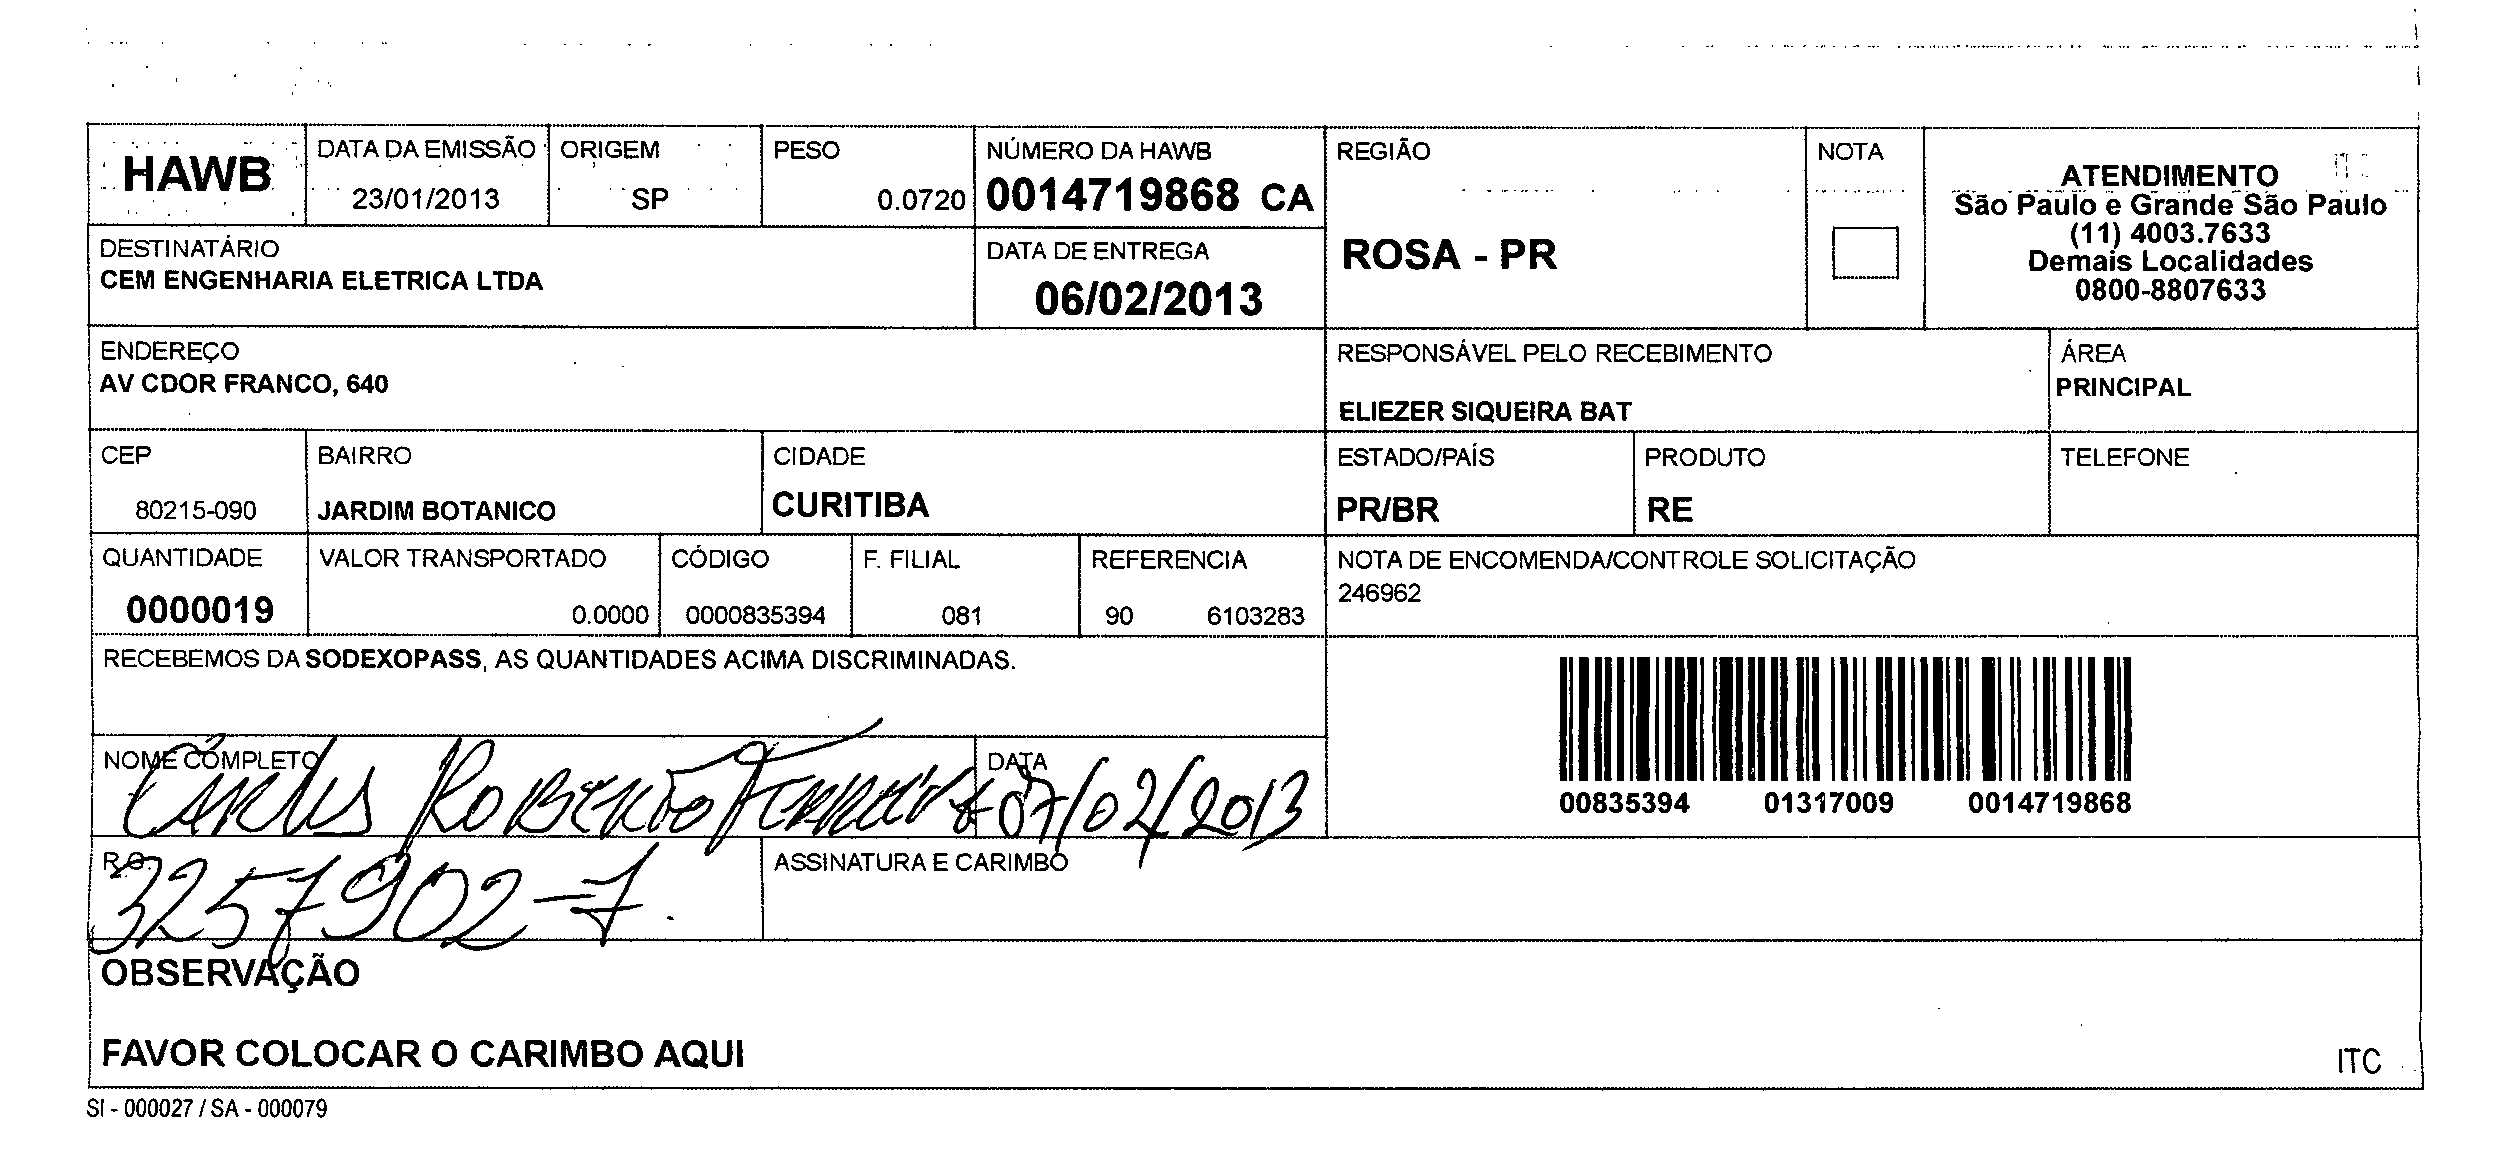 HAWB
DATA DA EMISSÃO
23/01/2013
ORIGEM
SP
PESO
0.0720
NÚMERO DA HAWB
0014719868 CA
REGIÃO
ROSA - PR
NOTA
ATENDIMENTO
São Paulo e Grande São Paulo
(11) 4003.7633
Demais Localidades
0800-8807633
DESTINATÁRIO
CEM ENGENHARIA ELETRICA LTDA
DATA DE ENTREGA
06/02/2013
ENDEREÇO
AV CDOR FRANCO, 640
RESPONSÁVEL PELO RECEBIMENTO
ELIEZER SIQUEIRA BAT
ÁREA
PRINCIPAL
CEP
80215-090
BAIRRO
JARDIM BOTANICO
CIDADE
CURITIBA
ESTADO/PAÍS
PR/BR
PRODUTO
RE
TELEFONE
QUANTIDADE
0000019
VALOR TRANSPORTADO
0.0000
CÓDIGO
0000835394
F. FILIAL
081
REFERENCIA
90 6103283
NOTA DE ENCOMENDA/CONTROLE SOLICITAÇÃO
246962
RECEBEMOS DA SODEXOPASS, AS QUANTIDADES ACIMA DISCRIMINADAS.
00835394 01317009 0014719868
NOME COMPLETO
Carlos Roberto Ferreira
DATA
07/02/2013
R.G.
3257902-7.
ASSINATURA E CARIMBO
OBSERVAÇÃO
FAVOR COLOCAR O CARIMBO AQUI
ITC
SI - 000027 / SA - 000079